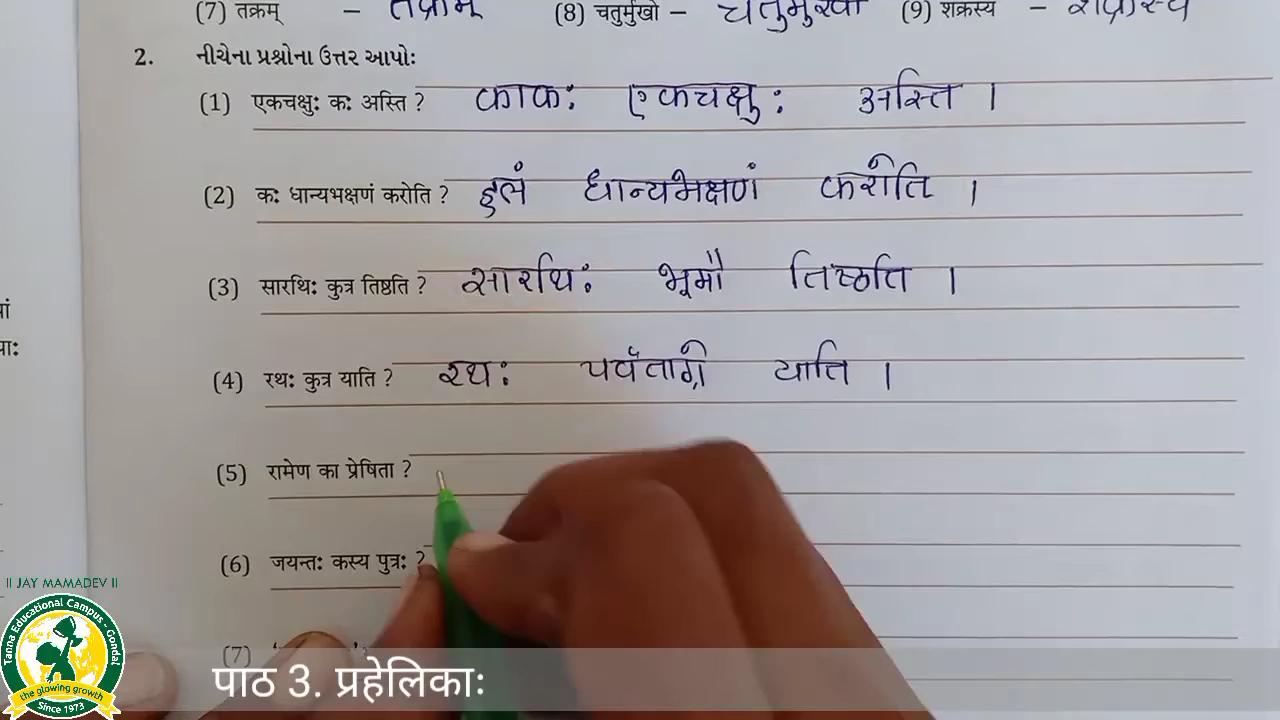 (7) तक्रम् - तक्रम् (8) चतुर्मुखो - चतुर्मुखो (9) शक्रस्य - शक्रस्य
2. નીચેના પ્રશ્નોના ઉત્તર આપો:
(1) एकचक्षुः कः अस्ति ? काकः एकचक्षुः अस्ति ।
(2) कः धान्यभक्षणं करोति ? हलं धान्यभक्षणं करोति ।
(3) सारथिः कुत्र तिष्ठति ? सारथिः भूमौ तिष्ठति ।
(4) रथः कुत्र याति ? रथः पर्वताग्रे याति ।
(5) रामेण का प्रेषिता ?
(6) जयन्तः कस्य पुत्रः ?
(7)
|| JAY MAMADEV ||
Tanna Educational Campus - Gondal
the glowing growth
Since 1973
पाठ 3. प्रहेलिकाः